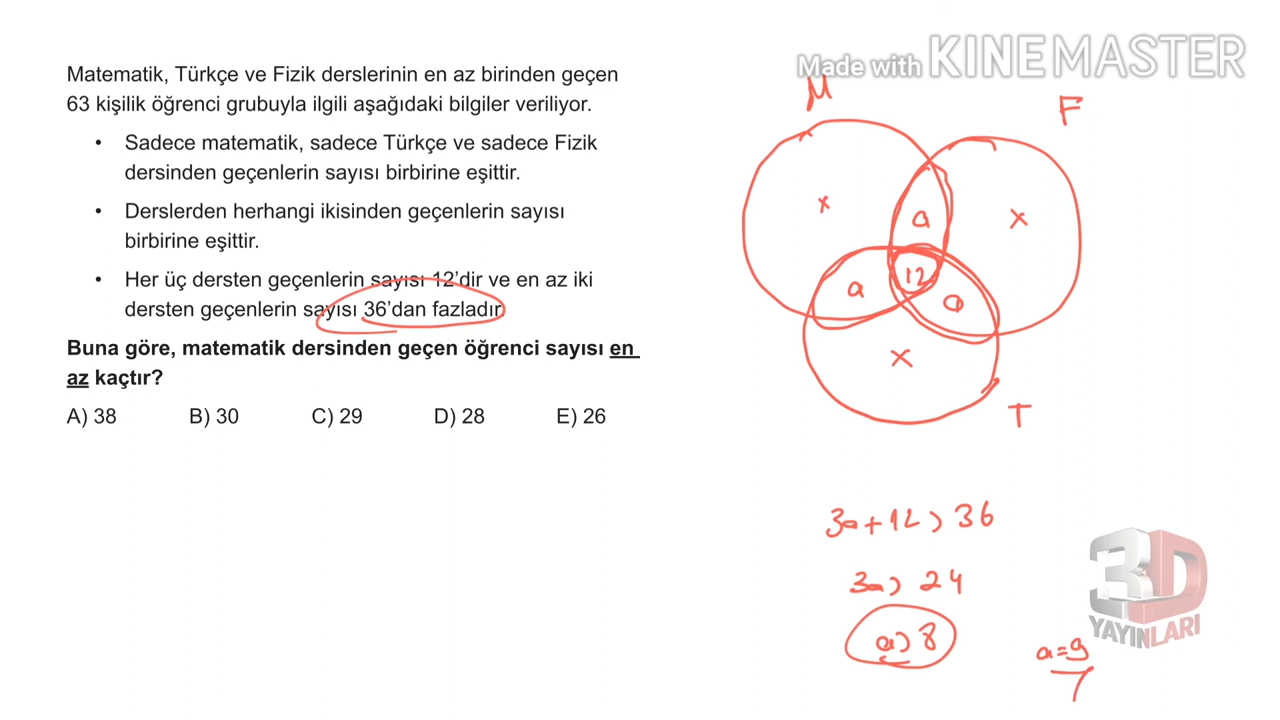 Made with KINEMASTER
Matematik, Türkçe ve Fizik derslerinin en az birinden geçen
63 kişilik öğrenci grubuyla ilgili aşağıdaki bilgiler veriliyor.
• Sadece matematik, sadece Türkçe ve sadece Fizik
dersinden geçenlerin sayısı birbirine eşittir.
• Derslerden herhangi ikisinden geçenlerin sayısı
birbirine eşittir.
• Her üç dersten geçenlerin sayısı 12'dir ve en az iki
dersten geçenlerin sayısı 36'dan fazladır
Buna göre, matematik dersinden geçen öğrenci sayısı en
az kaçtır?
A) 38 B) 30 C) 29 D) 28 E) 26
M
F
x a x
a 12 a
x
T
3a+12>36
3a>24
a>8
a=9
3D
YAYINLARI